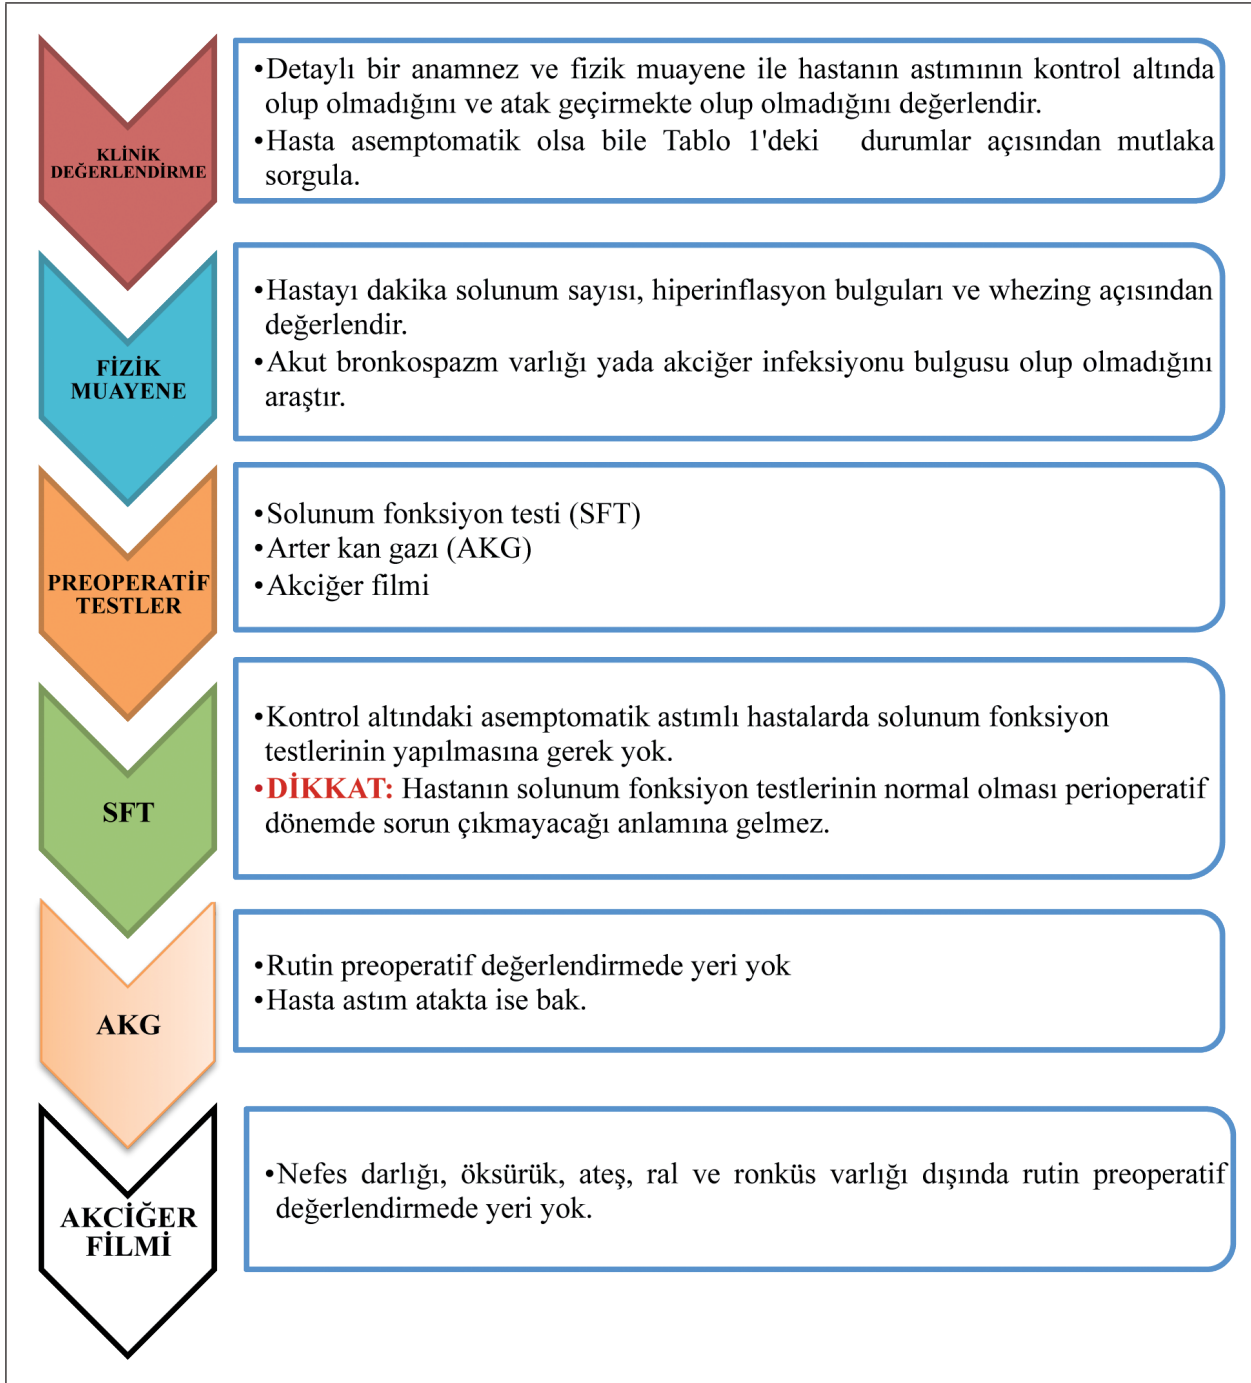 KLİNİK
DEĞERLENDİRME
•Detaylı bir anamnez ve fizik muayene ile hastanın astımının kontrol altında
olup olmadığını ve atak geçirmekte olup olmadığını değerlendir.
•Hasta asemptomatik olsa bile Tablo 1'deki durumlar açısından mutlaka
sorgula.
FİZİK
MUAYENE
•Hastayı dakika solunum sayısı, hiperinflasyon bulguları ve whezing açısından
değerlendir.
•Akut bronkospazm varlığı yada akciğer infeksiyonu bulgusu olup olmadığını
araştır.
PREOPERATİF
TESTLER
•Solunum fonksiyon testi (SFT)
•Arter kan gazı (AKG)
•Akciğer filmi
SFT
•Kontrol altındaki asemptomatik astımlı hastalarda solunum fonksiyon
testlerinin yapılmasına gerek yok.
•DİKKAT: Hastanın solunum fonksiyon testlerinin normal olması perioperatif
dönemde sorun çıkmayacağı anlamına gelmez.
AKG
•Rutin preoperatif değerlendirmede yeri yok
•Hasta astım atakta ise bak.
AKCİĞER
FİLMİ
•Nefes darlığı, öksürük, ateş, ral ve ronküs varlığı dışında rutin preoperatif
değerlendirmede yeri yok.